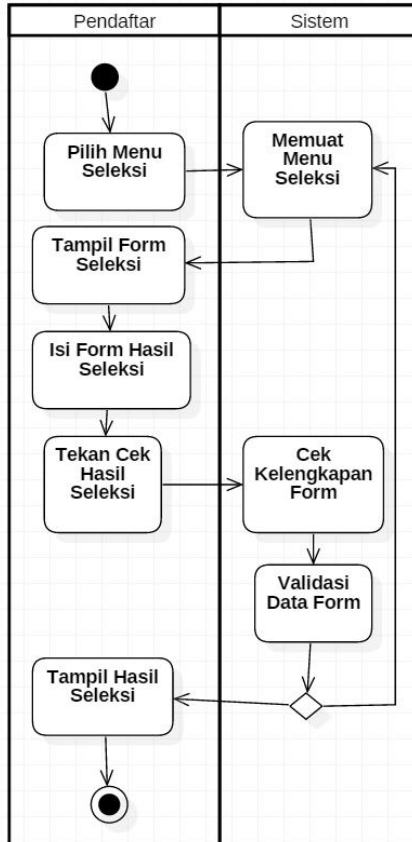 Pendaftar
Sistem
Pilih Menu
Seleksi
Memuat
Menu
Seleksi
Tampil Form
Seleksi
Isi Form Hasil
Seleksi
Tekan Cek
Hasil
Seleksi
Cek
Kelengkapan
Form
Validasi
Data Form
Tampil Hasil
Seleksi